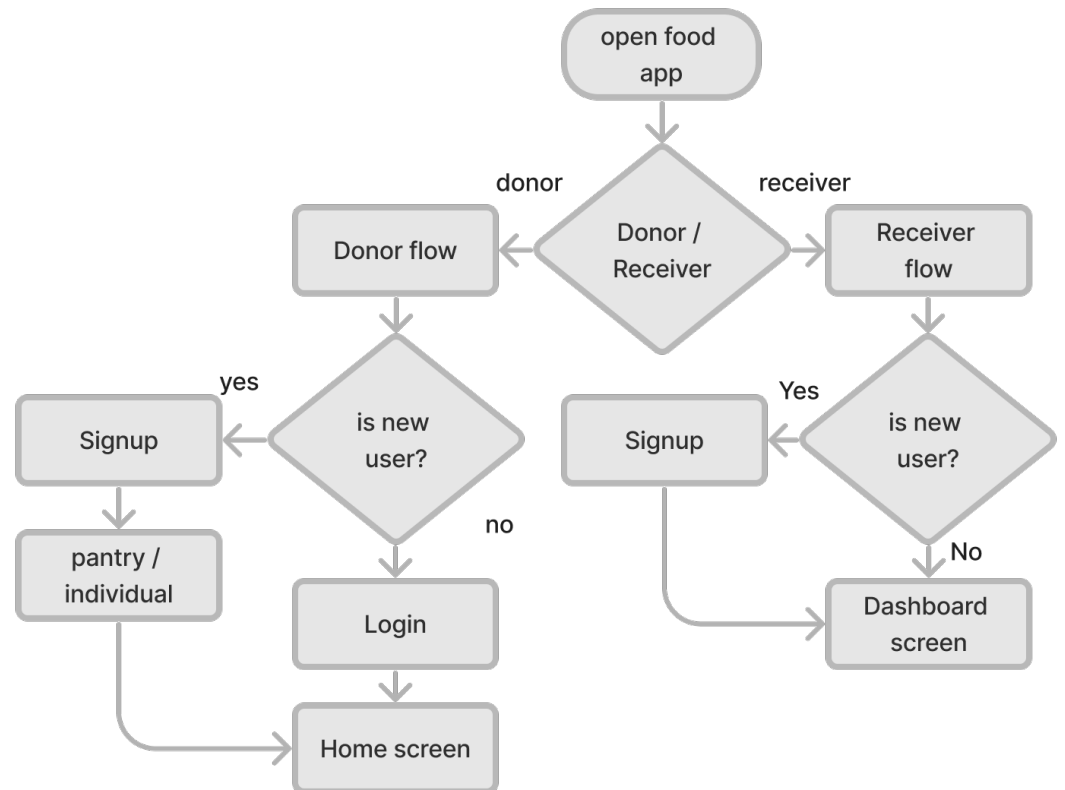 open food
app
donor
receiver
Donor /
Receiver
Donor flow
Receiver
flow
yes
is new
user?
Signup
Yes
is new
user?
Signup
no
No
pantry /
individual
Login
Dashboard
screen
Home screen